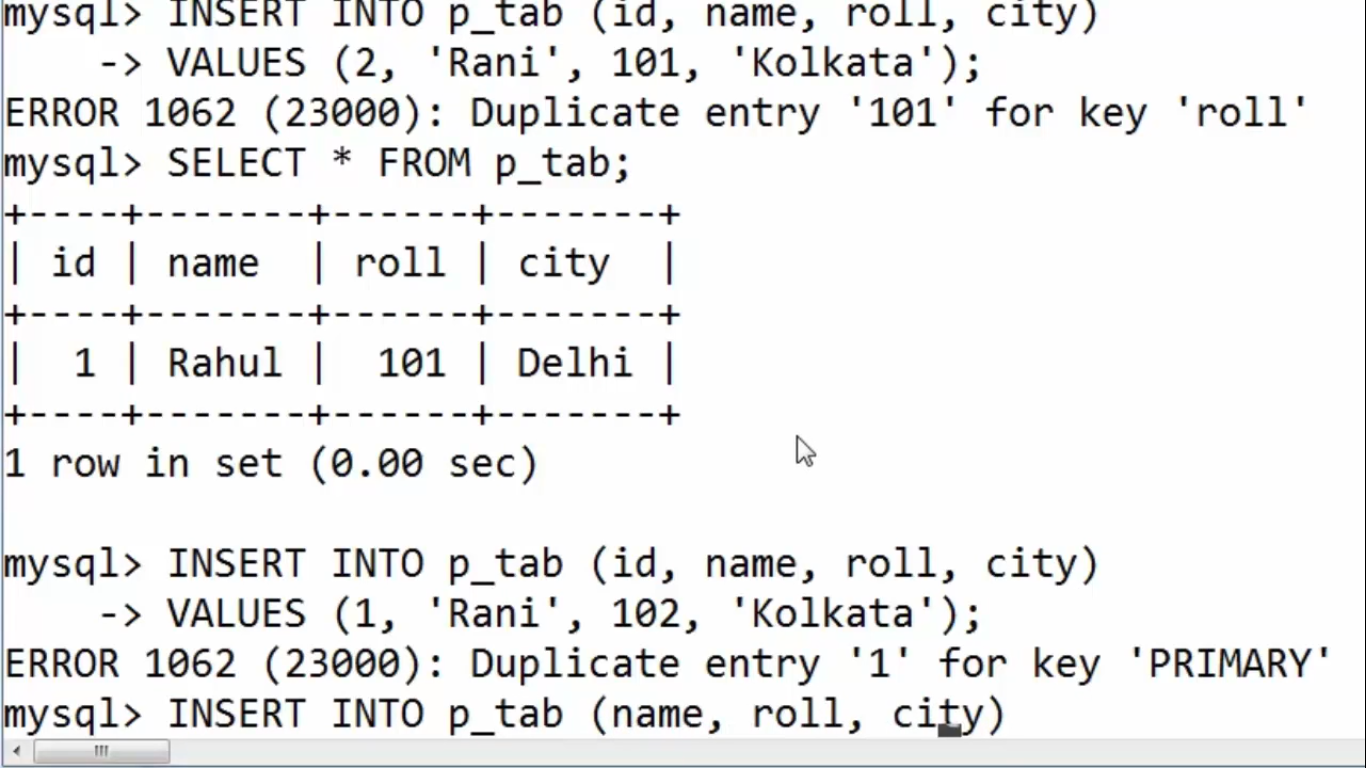 mysql> INSERT INTO p_tab (id, name, roll, city)
    -> VALUES (2, 'Rani', 101, 'Kolkata');
ERROR 1062 (23000): Duplicate entry '101' for key 'roll'
mysql> SELECT * FROM p_tab;
+----+-------+------+-------+
| id | name  | roll | city  |
+----+-------+------+-------+
|  1 | Rahul |  101 | Delhi |
+----+-------+------+-------+
1 row in set (0.00 sec)

mysql> INSERT INTO p_tab (id, name, roll, city)
    -> VALUES (1, 'Rani', 102, 'Kolkata');
ERROR 1062 (23000): Duplicate entry '1' for key 'PRIMARY'
mysql> INSERT INTO p_tab (name, roll, city)